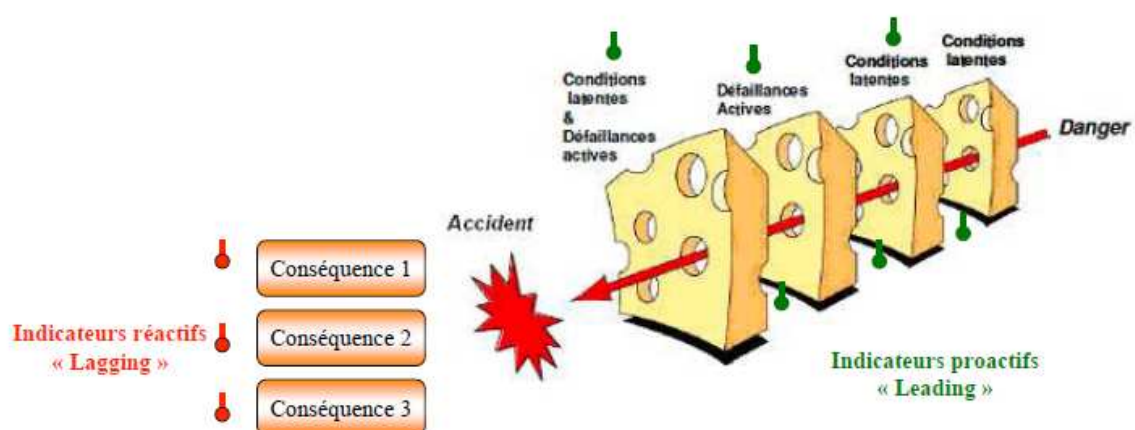 Conditions
latentes
&
Défaillances
actives
Défaillances
Actives
Conditions
latentes
Conditions
latentes
Danger
Accident
Conséquence 1
Conséquence 2
Conséquence 3
Indicateurs réactifs
« Lagging »
Indicateurs proactifs
« Leading »